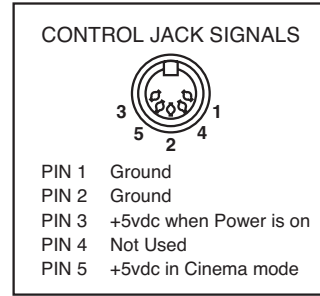 CONTROL JACK SIGNALS
3 1
5 4
2
PIN 1 Ground
PIN 2 Ground
PIN 3 +5vdc when Power is on
PIN 4 Not Used
PIN 5 +5vdc in Cinema mode